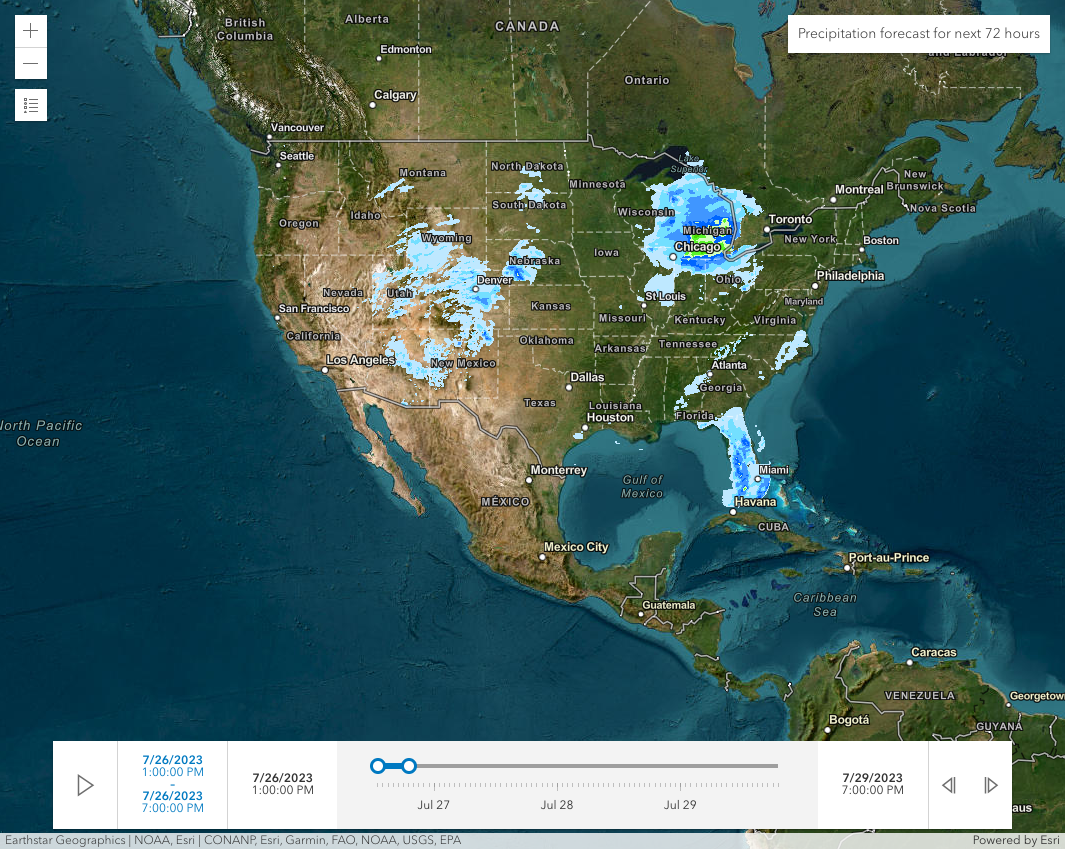 Precipitation forecast for next 72 hours
British
Columbia
Alberta
CANADA
Edmonton
Ontario
Calgary
Vancouver
Seattle
Lake
Superior
North Dakota
Montana
Minnesota
Montreal
New
Brunswick
South Dakota
Nova Scotia
Idaho
Wisconsin
Oregon
Toronto
Wyoming
Michigan
New York
Boston
Chicago
Iowa
Nebraska
Philadelphia
Denver
Ohio
Nevada
Utah
St Louis
Maryland
San Francisco
Kansas
Missouri
Kentucky
Virginia
California
Oklahoma
Arkansas
Tennessee
Los Angeles
New Mexico
Atlanta
Dallas
Georgia
Texas
Louisiana
Houston
Florida
North Pacific
Ocean
Monterrey
Miami
Gulf of
Mexico
MÉXICO
Havana
CUBA
Mexico City
Port-au-Prince
Caribbean
Sea
Guatemala
Caracas
VENEZUELA
Georgetown
Bogotá
GUYANA
7/26/2023
1:00:00 PM
-
7/26/2023
7:00:00 PM
7/26/2023
1:00:00 PM
Jul 27
Jul 28
Jul 29
7/29/2023
7:00:00 PM
aus
Earthstar Geographics | NOAA, Esri | CONANP, Esri, Garmin, FAO, NOAA, USGS, EPA
Powered by Esri